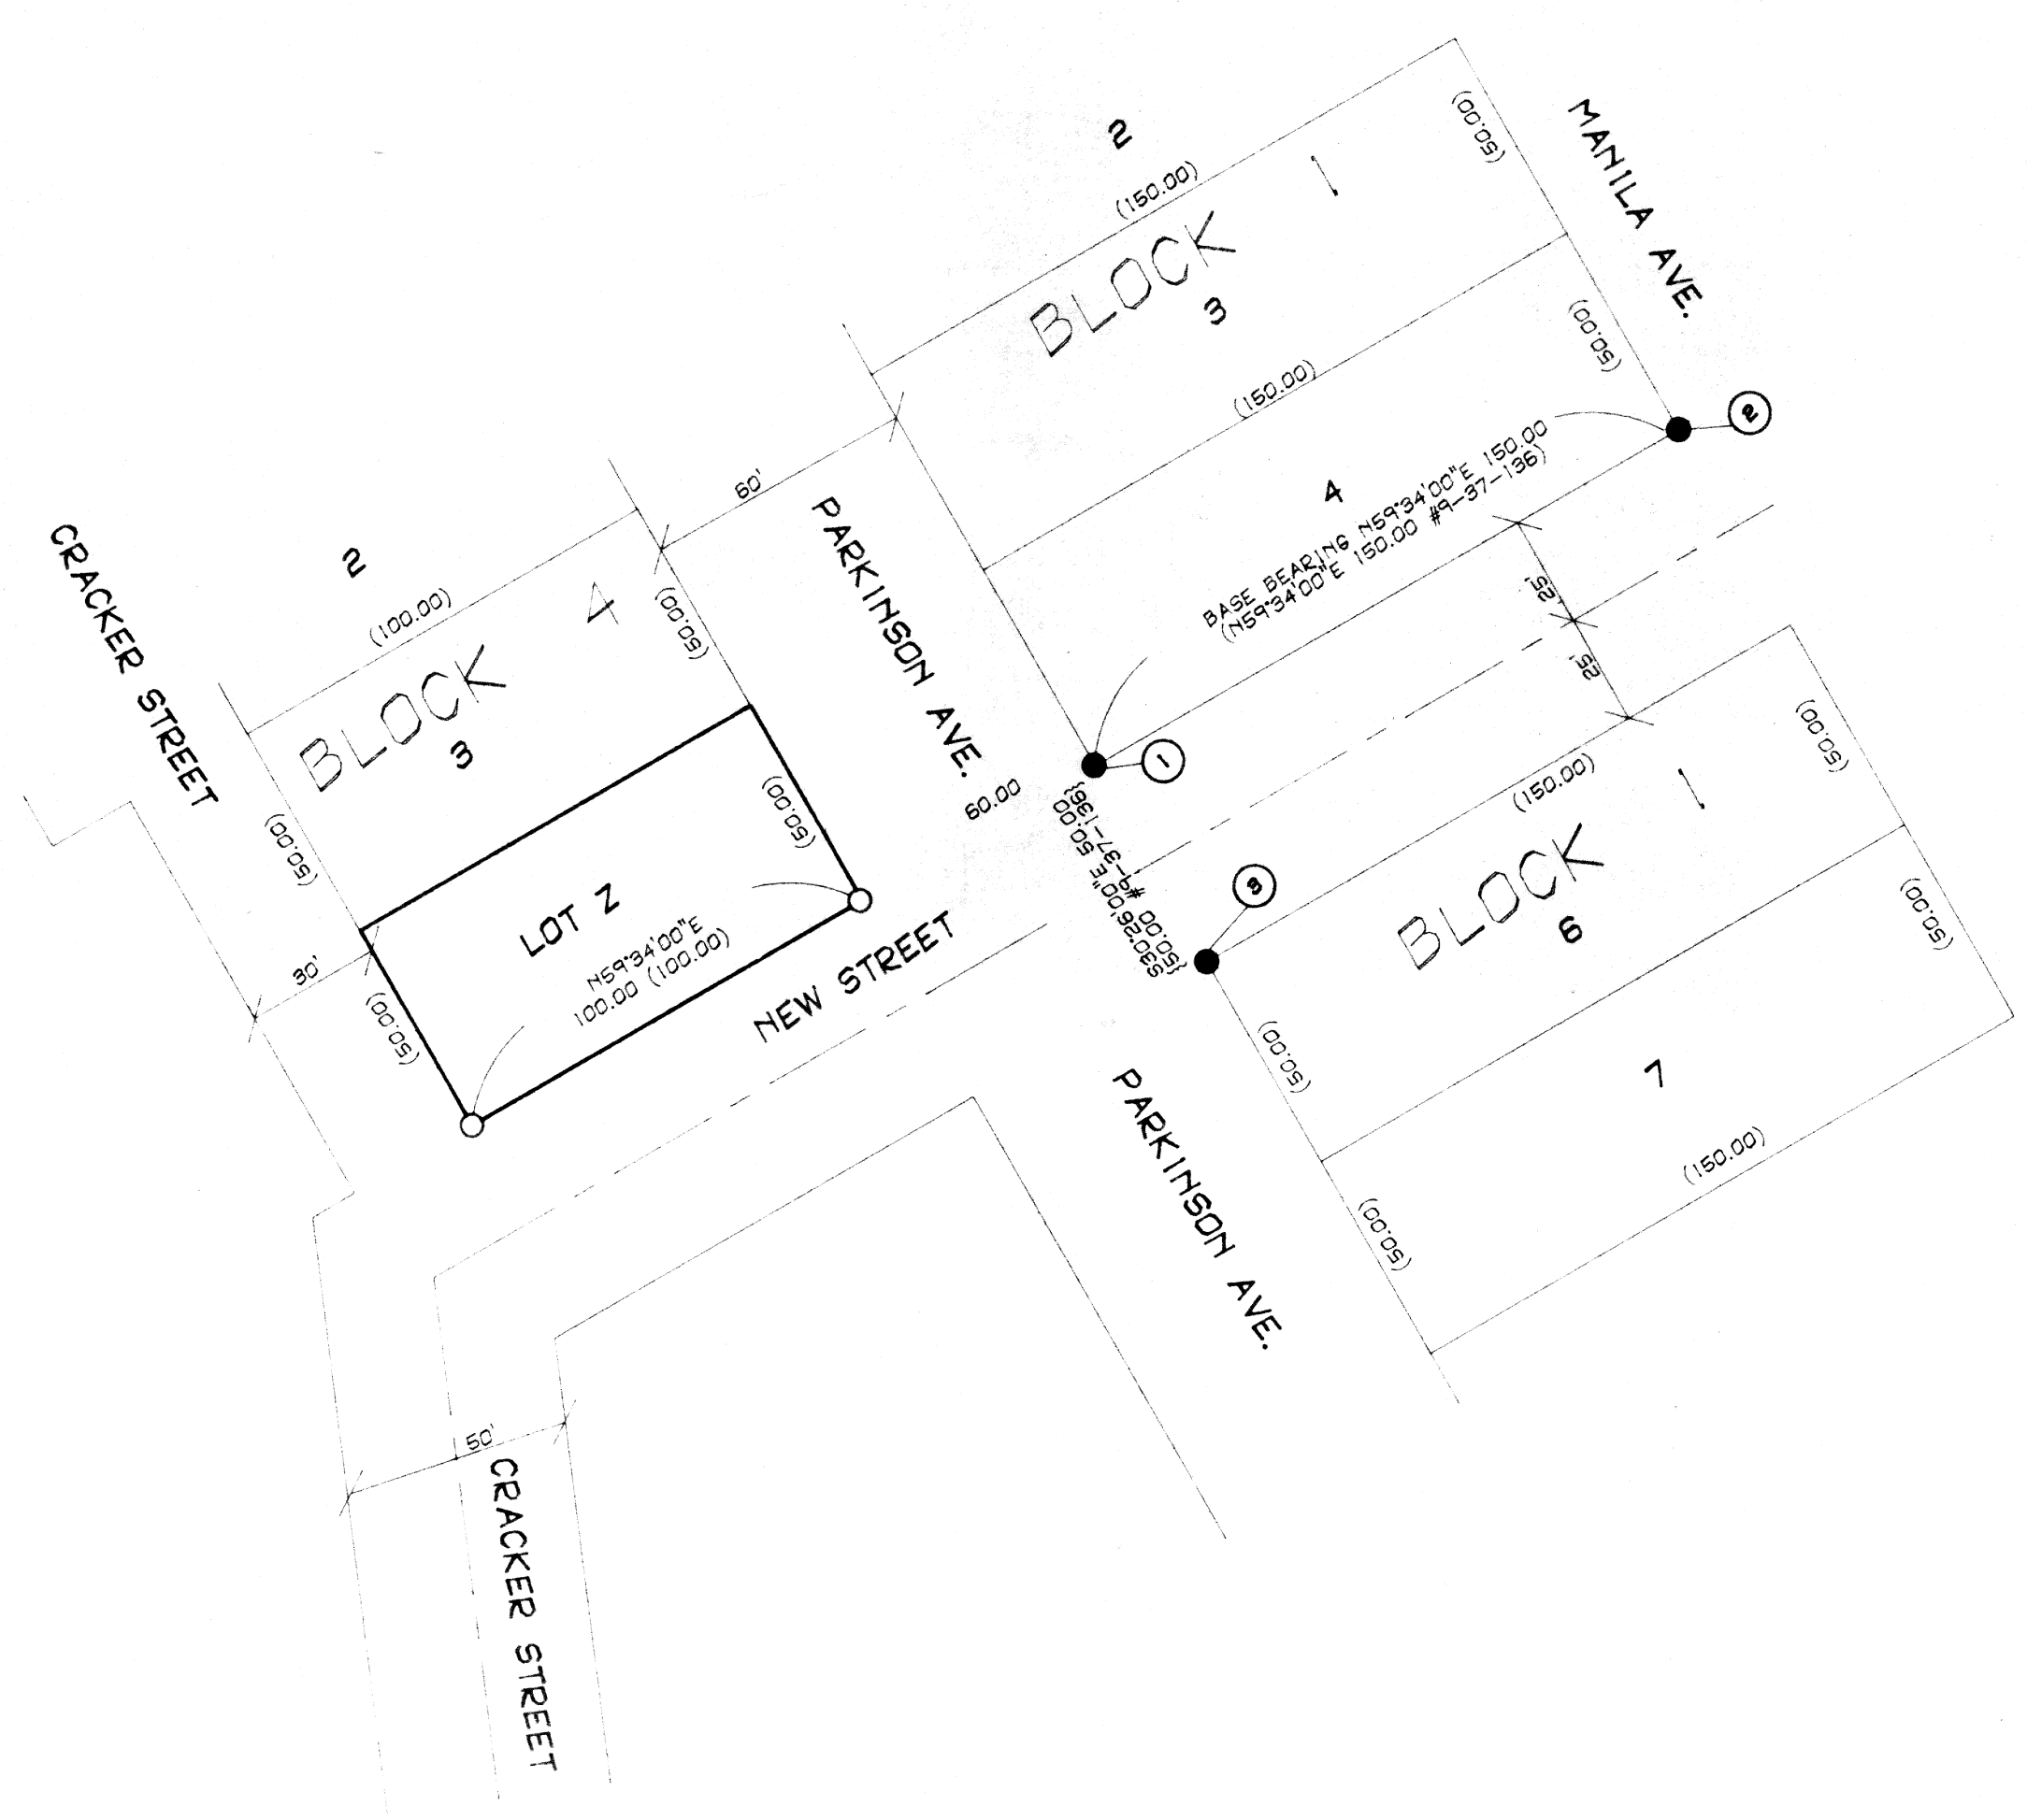 MANILA AVE.
(50.00)
2
(150.00)
1
BLOCK
3
(50.00)
(150.00)
2
4
BASE BEARING N59°34'00"E 150.00
(N59°34'00"E 150.00 #9-37-136)
60'
PARKINSON AVE.
CRACKER STREET
2
(100.00)
4
(50.00)
BLOCK
3
25'
25'
1
60.00
(50.00)
(50.00)
LOT Z
N59°34'00"E
100.00 (100.00)
30'
(50.00)
NEW STREET
S30°26'00"E 50.00
{50.00 #9-37-136}
3
(150.00)
(50.00)
1
BLOCK
6
(50.00)
(50.00)
7
(150.00)
(50.00)
PARKINSON AVE.
50'
CRACKER STREET